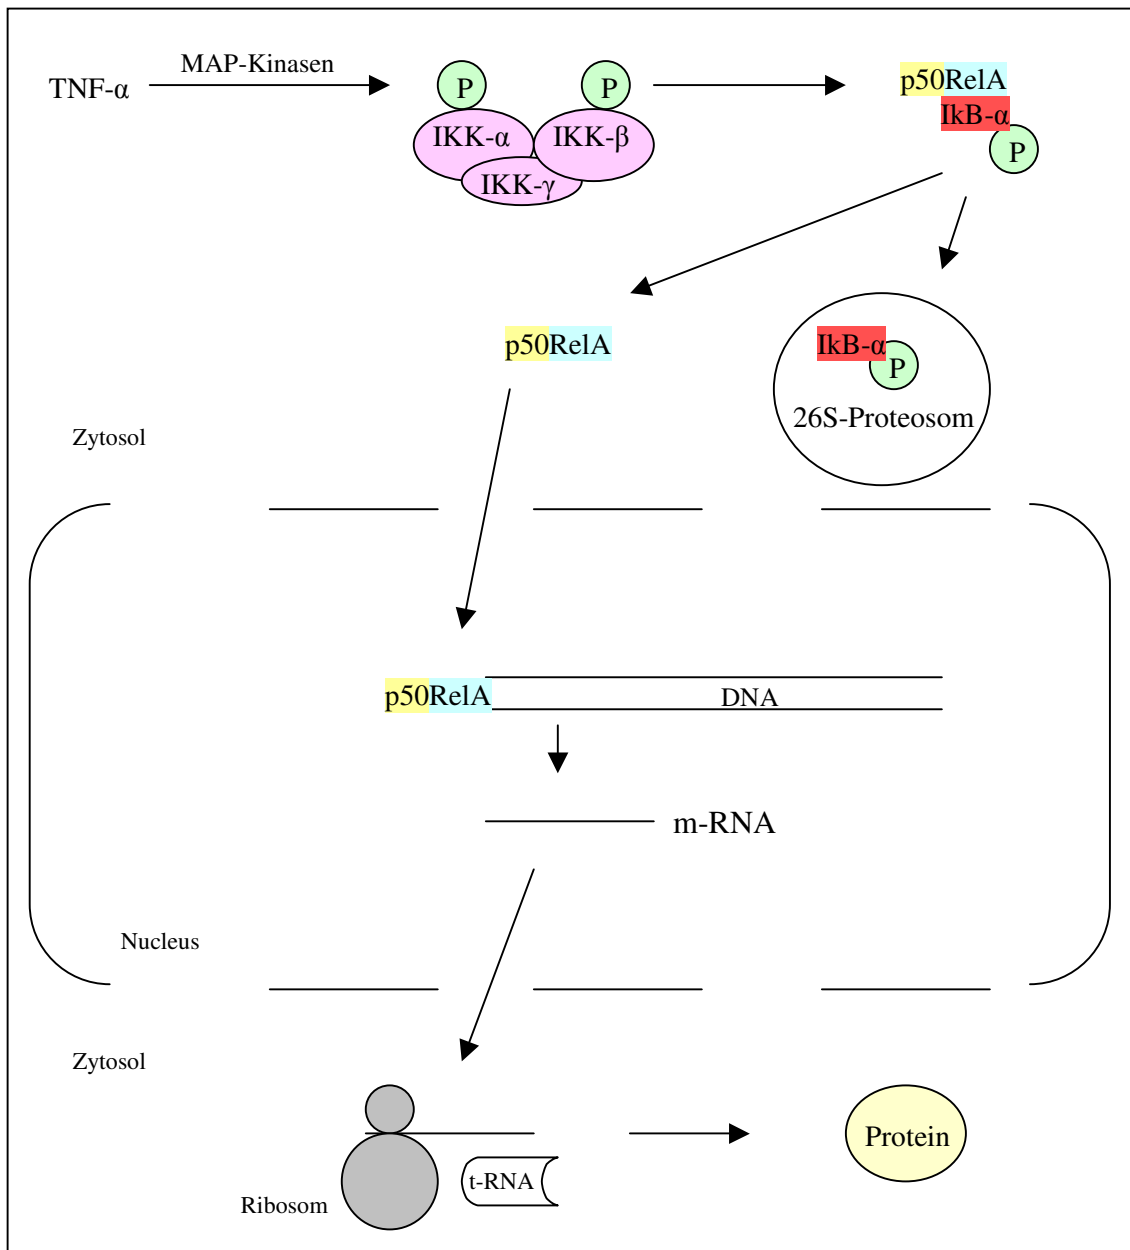 MAP-Kinasen
TNF-α
P
P
IKK-α
IKK-β
IKK-γ
p50RelA
IkB-α
P
p50RelA
IkB-α
P
26S-Proteosom
Zytosol
p50RelA
DNA
m-RNA
Nucleus
Zytosol
Protein
t-RNA
Ribosom